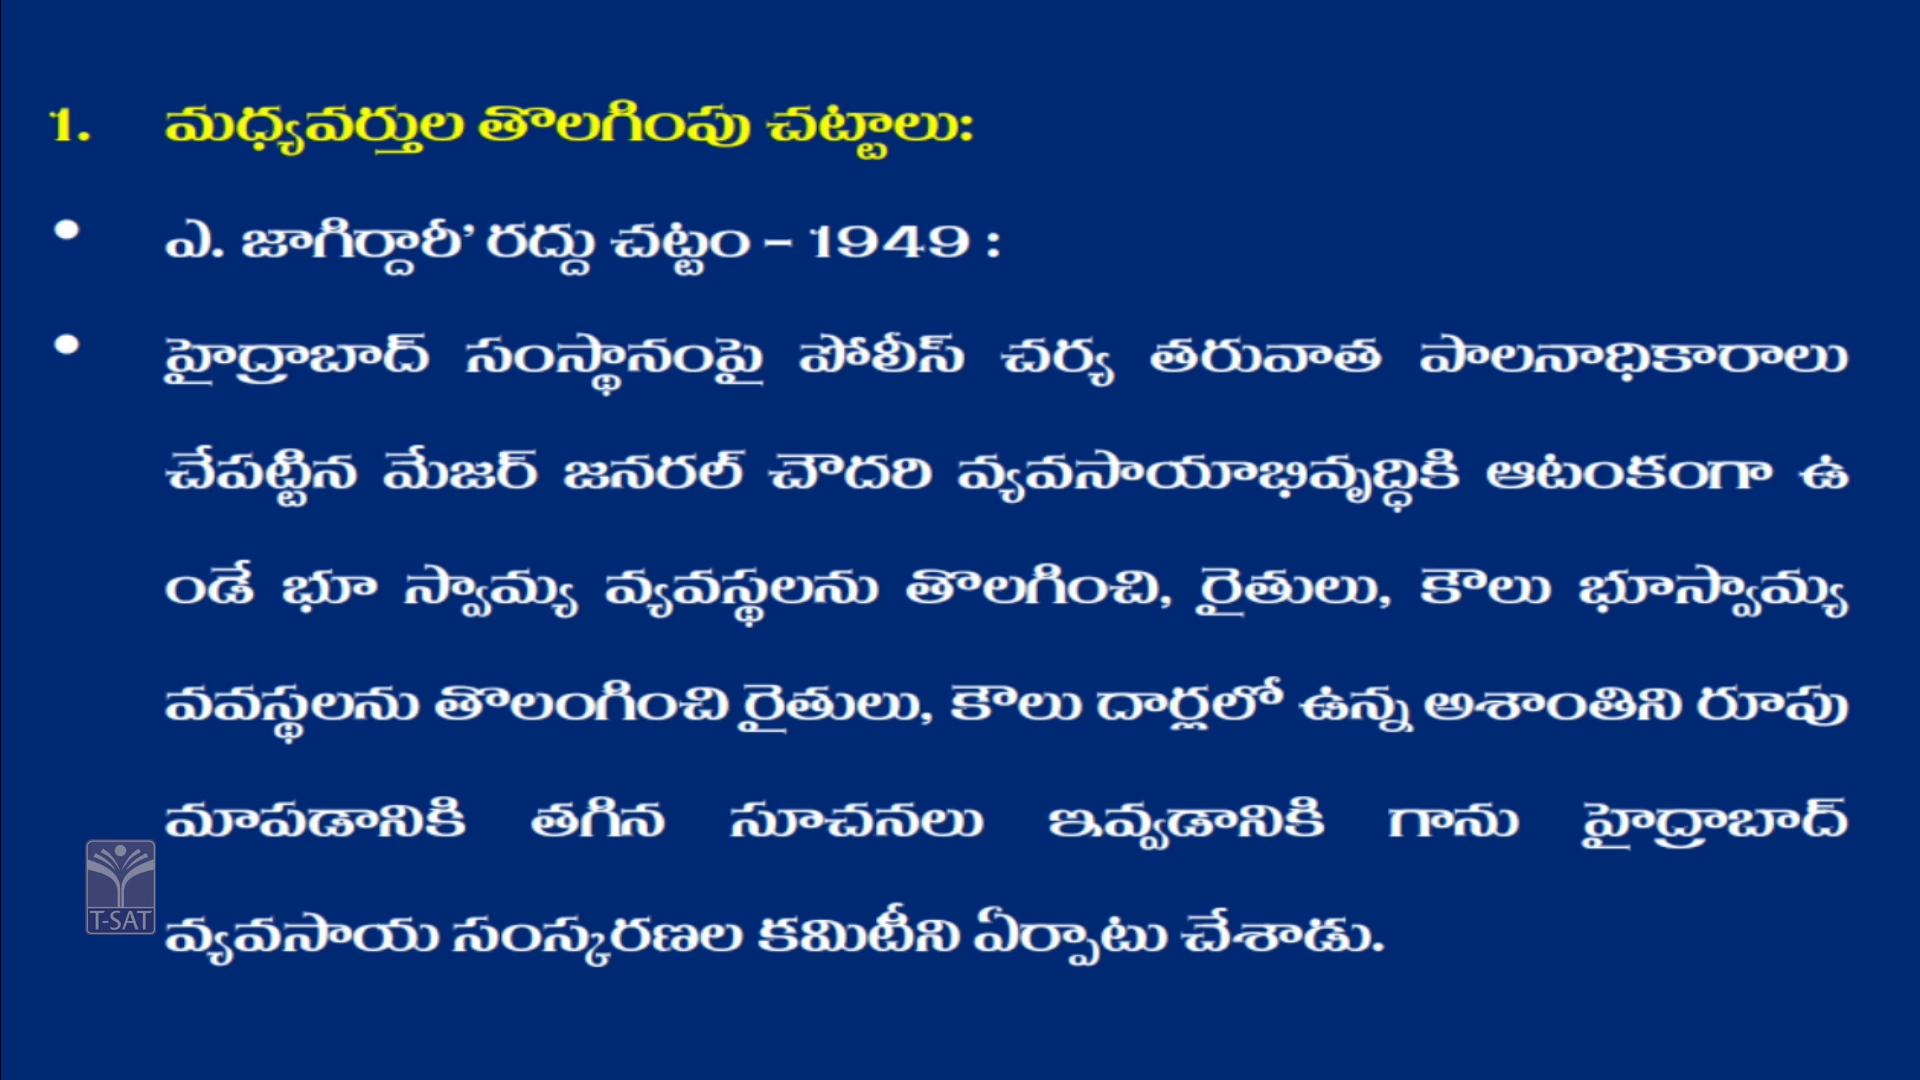 1. మధ్యవర్తుల తొలగింపు చట్టాలు:
• ఎ. జాగిర్దారీ’ రద్దు చట్టం – 1949 :
• హైద్రాబాద్ సంస్థానంపై పోలీస్ చర్య తరువాత పాలనాధికారాలు
చేపట్టిన మేజర్ జనరల్ చౌదరి వ్యవసాయాభివృద్ధికి ఆటంకంగా ఉ
ండే భూ స్వామ్య వ్యవస్థలను తొలగించి, రైతులు, కౌలు భూస్వామ్య
వవస్థలను తొలంగించి రైతులు, కౌలు దార్లలో ఉన్న అశాంతిని రూపు
మాపడానికి తగిన సూచనలు ఇవ్వడానికి గాను హైద్రాబాద్
వ్యవసాయ సంస్కరణల కమిటీని ఏర్పాటు చేశాడు.
T-SAT